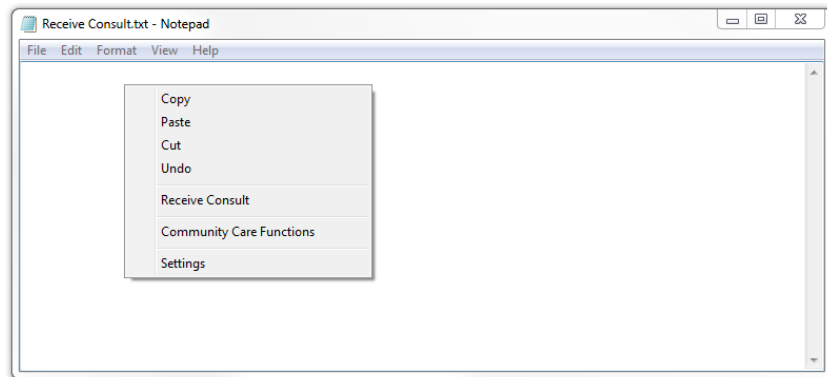 Receive Consult.txt - Notepad
File Edit Format View Help
Copy
Paste
Cut
Undo
Receive Consult
Community Care Functions
Settings